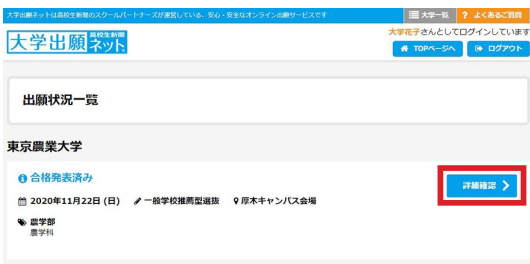 大学出願ネットは高校生新聞のスクールパートナーズが運営している、安心・安全なオンライン出願サービスです
大学一覧
? よくあるご質問
大学出願高校生新聞ネット
大学花子さんとしてログインしています
TOPページへ
ログアウト
出願状況一覧
東京農業大学
合格発表済み
詳細確認
2020年11月22日 (日) 一般学校推薦型選抜 厚木キャンパス会場
農学部
農学科